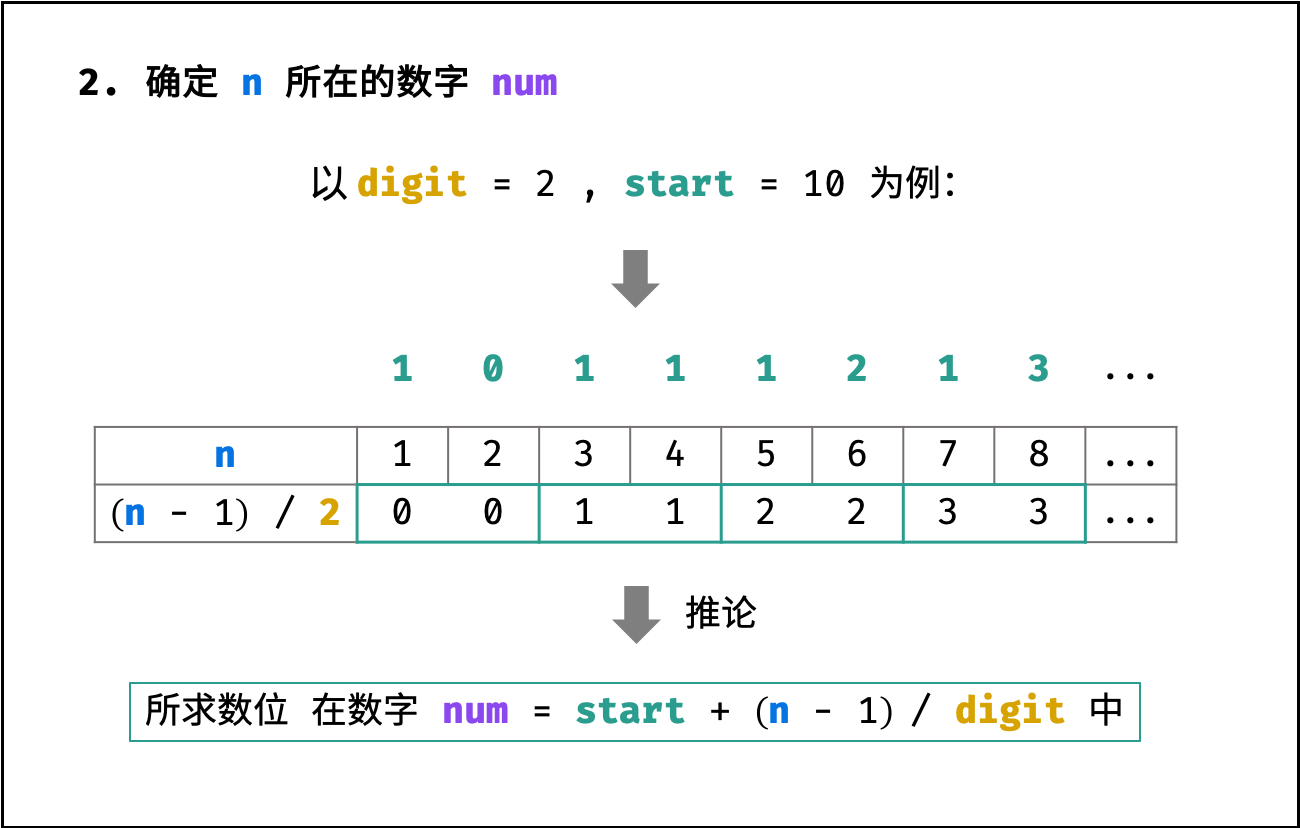 2. 确定 n 所在的数字 num
以 digit = 2 , start = 10 为例:
1 0 1 1 1 2 1 3 ...
n 1 2 3 4 5 6 7 8 ...
(n - 1) / 2 0 0 1 1 2 2 3 3 ...
推论
所求数位 在数字 num = start + (n - 1) / digit 中